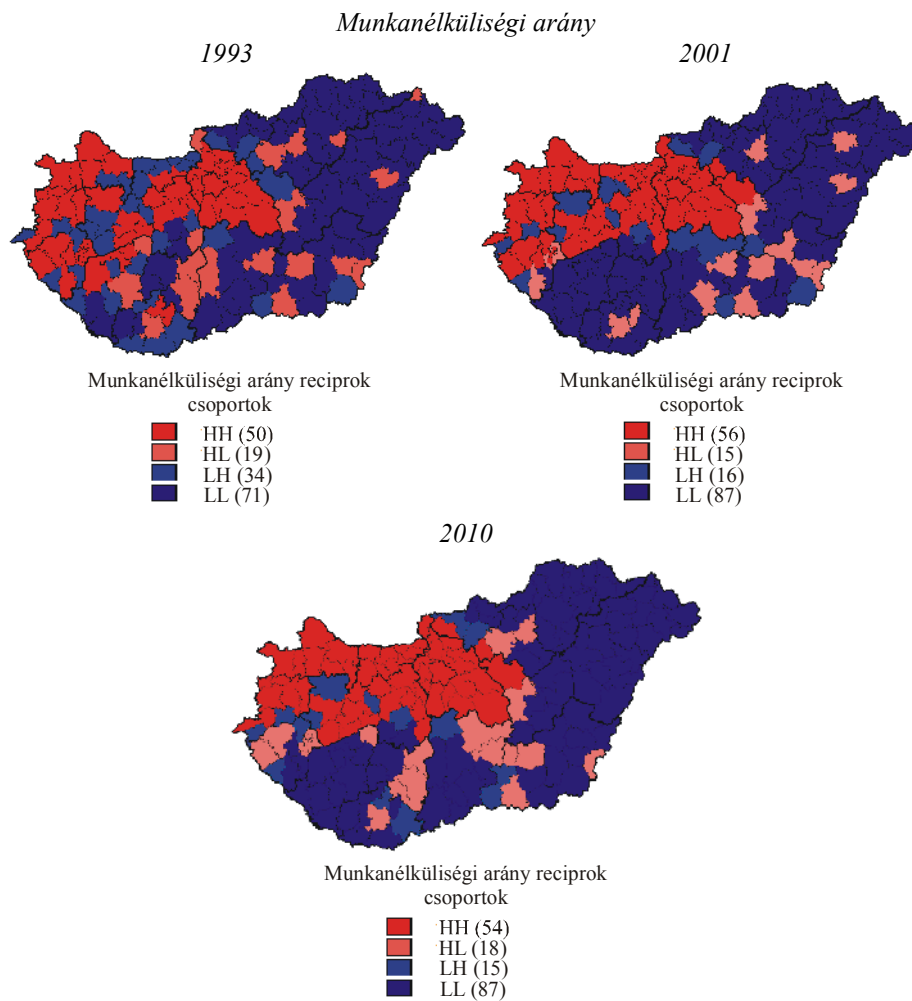 Munkanélküliségi arány
1993
2001
Munkanélküliségi arány reciprok
csoportok
HH (50)
HL (19)
LH (34)
LL (71)
Munkanélküliségi arány reciprok
csoportok
HH (56)
HL (15)
LH (16)
LL (87)
2010
Munkanélküliségi arány reciprok
csoportok
HH (54)
HL (18)
LH (15)
LL (87)